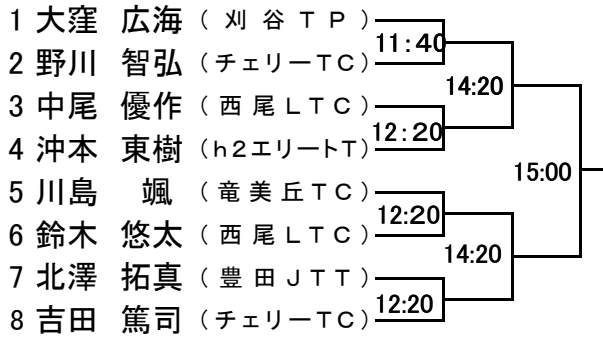 1 大窪 広海 (刈谷TP)
11:40
2 野川 智弘 (チェリーTC)
14:20
3 中尾 優作 (西尾LTC)
12:20
4 沖本 東樹 (h2エリートT)
15:00
5 川島 颯 (竜美丘TC)
12:20
6 鈴木 悠太 (西尾LTC)
14:20
7 北澤 拓真 (豊田JTT)
12:20
8 吉田 篤司 (チェリーTC)